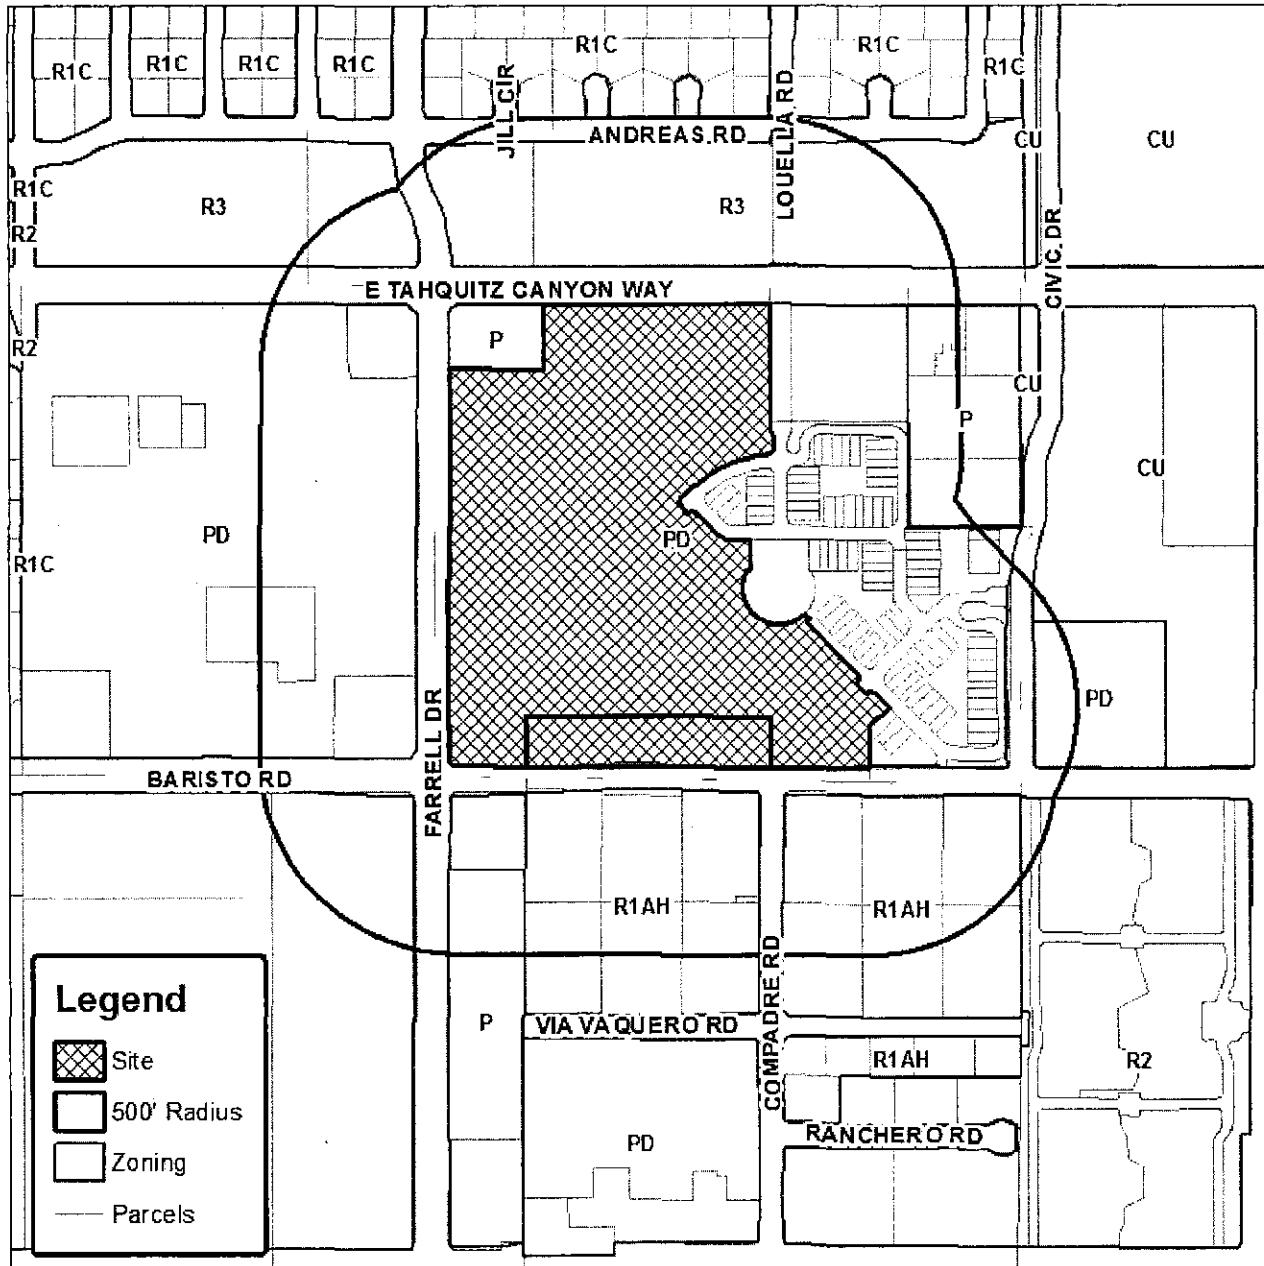 R1C
R1C
R1C
R1C
R1C
R1C
R1C
JILL CIR
ANDREAS RD
LOUELLA RD
CU
CU
R1C
R3
R3
R2
CIVIC DR
E TAHQUITZ CANYON WAY
P
R2
CU
P
CU
PD
PD
R1C
FARRELL DR
PD
BARISTO RD
R1AH
R1AH
COMPADRE RD
P
VIA VAQUERO RD
R1AH
R2
PD
RANCHERO RD
Legend
Site
500' Radius
Zoning
Parcels